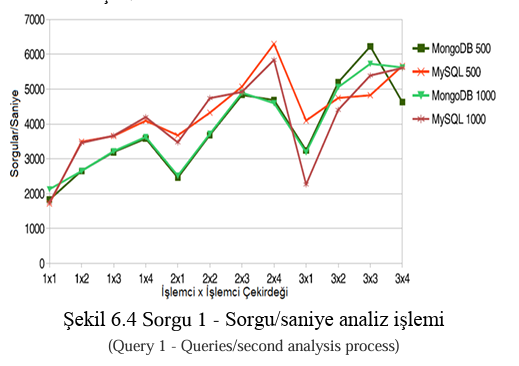 7000
6000
5000
4000
3000
2000
1000
0
Sorgular/Saniye
1x1 1x2 1x3 1x4 2x1 2x2 2x3 2x4 3x1 3x2 3x3 3x4
İşlemci x İşlemci Çekirdeği
MongoDB 500
MySQL 500
MongoDB 1000
MySQL 1000
Şekil 6.4 Sorgu 1 - Sorgu/saniye analiz işlemi
(Query 1 - Queries/second analysis process)